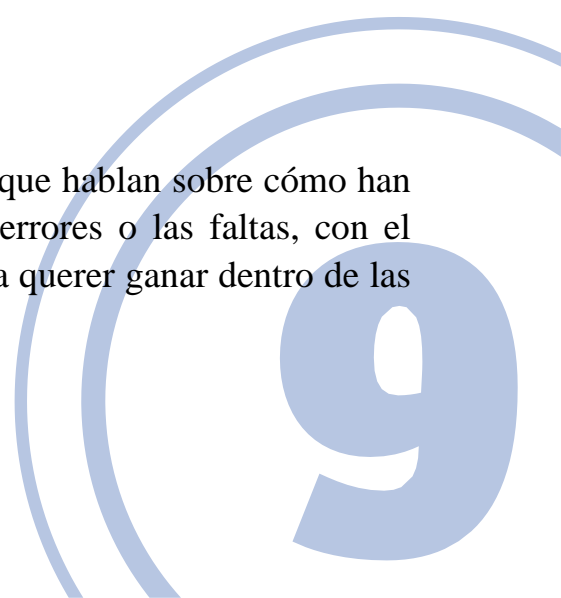 que hablan sobre cómo han
errores o las faltas, con el
a querer ganar dentro de las
9